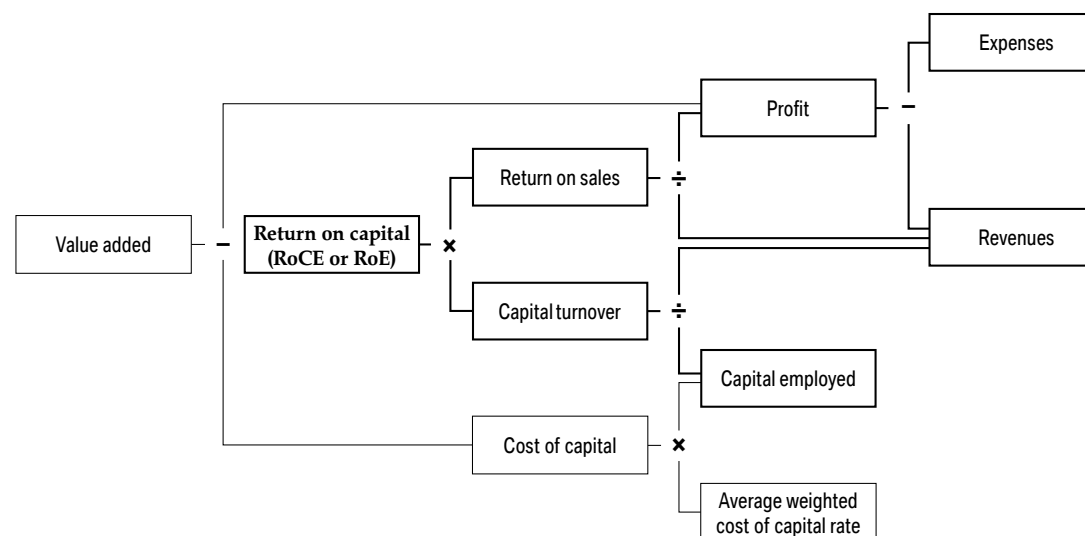 Expenses
Profit
−
Return on sales
÷
Value added
−
Return on capital
(RoCE or RoE)
×
Revenues
Capital turnover
÷
Capital employed
Cost of capital
×
Average weighted
cost of capital rate